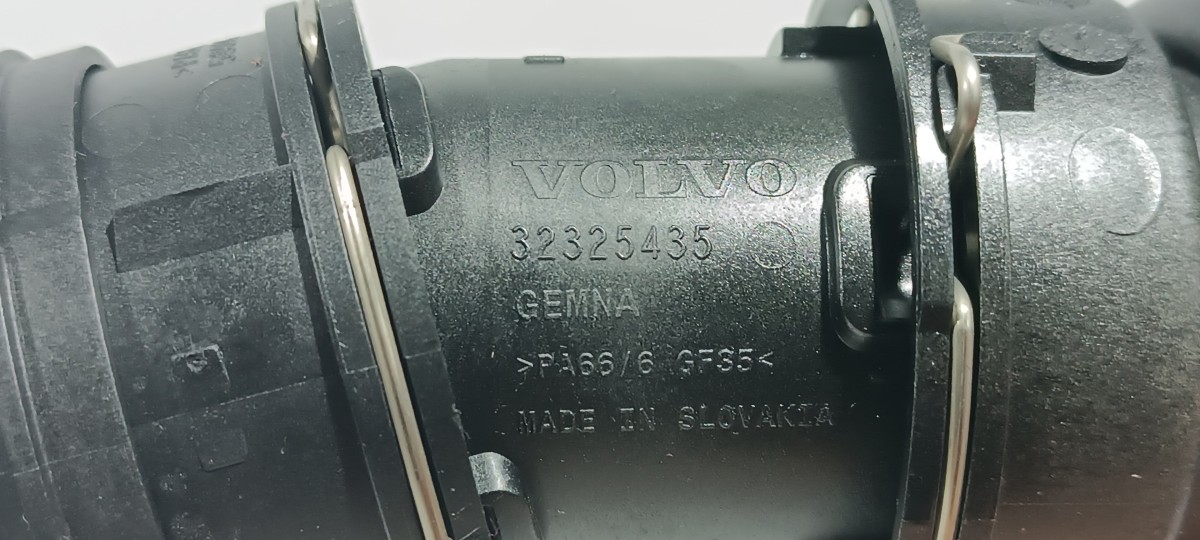 VOLVO
32325435
GEMNA
>PA66/6 GF35<
MADE IN SLOVAKIA